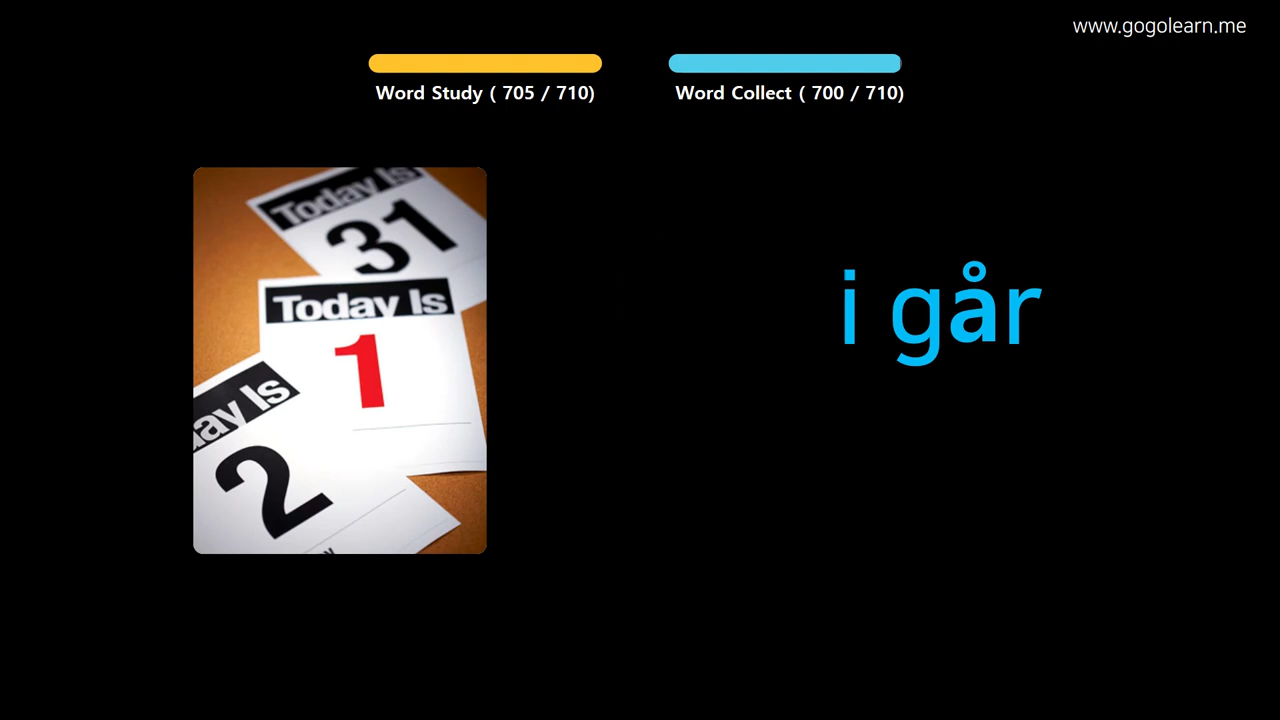 www.gogolearn.me
Word Study ( 705 / 710)
Word Collect ( 700 / 710)
Today Is
31
Today Is
1
day Is
2
i går